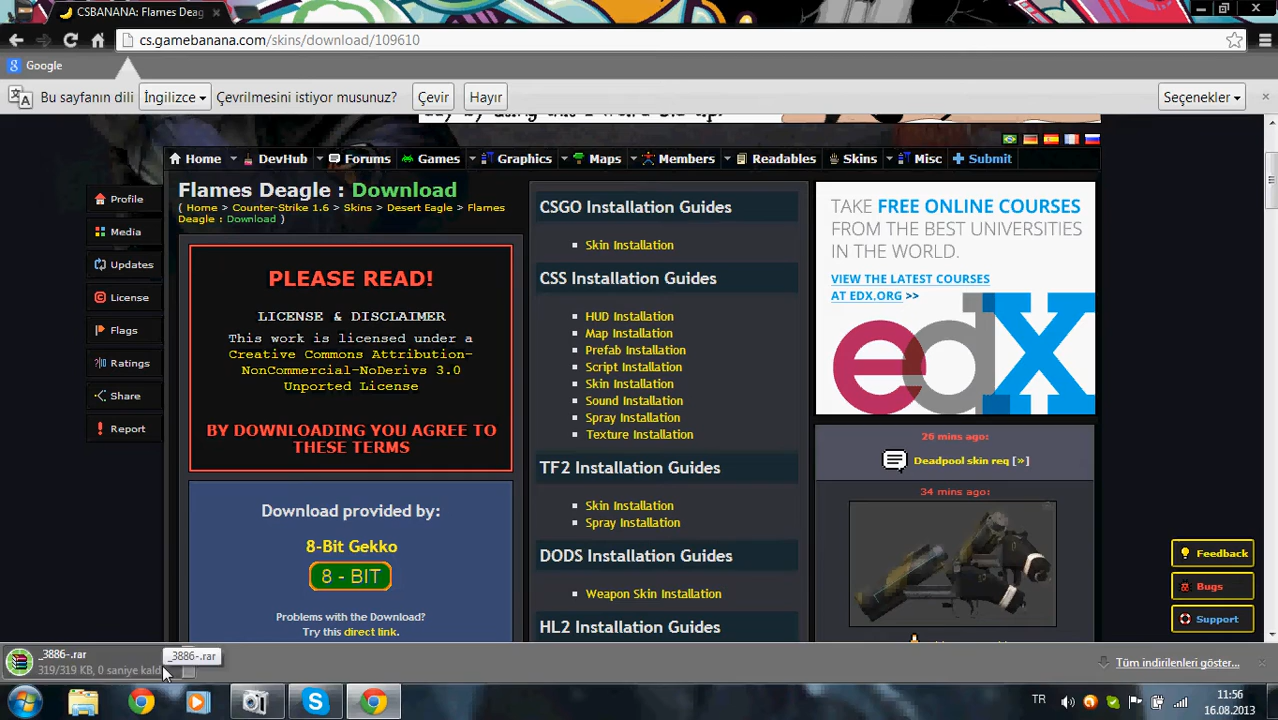 CSBANANA: Flames Deag
cs.gamebanana.com/skins/download/109610
Google
Bu sayfanın dili İngilizce Çevrilmesini istiyor musunuz? Çevir Hayır Seçenekler
day by using this 1 weird old tip!
Home DevHub Forums Games Graphics Maps Members Readables Skins Misc Submit
Profile
Media
Updates
License
Flags
Ratings
Share
Report
Flames Deagle : Download
( Home > Counter-Strike 1.6 > Skins > Desert Eagle > Flames
Deagle : Download )
PLEASE READ!
LICENSE & DISCLAIMER
This work is licensed under a
Creative Commons Attribution-
NonCommercial-NoDerivs 3.0
Unported License
BY DOWNLOADING YOU AGREE TO
THESE TERMS
Download provided by:
8-Bit Gekko
8 - BIT
Problems with the Download?
Try this direct link.
CSGO Installation Guides
Skin Installation
CSS Installation Guides
HUD Installation
Map Installation
Prefab Installation
Script Installation
Skin Installation
Sound Installation
Spray Installation
Texture Installation
TF2 Installation Guides
Skin Installation
Spray Installation
DODS Installation Guides
Weapon Skin Installation
HL2 Installation Guides
TAKE FREE ONLINE COURSES
FROM THE BEST UNIVERSITIES
IN THE WORLD.
VIEW THE LATEST COURSES
AT EDX.ORG >>
edX
26 mins ago:
Deadpool skin req [»]
34 mins ago:
Feedback
Bugs
Support
_3886-.rar
319/319 KB, 0 saniye kald
_3886-.rar
Tüm indirilenleri göster...
TR
11:56
16.08.2013